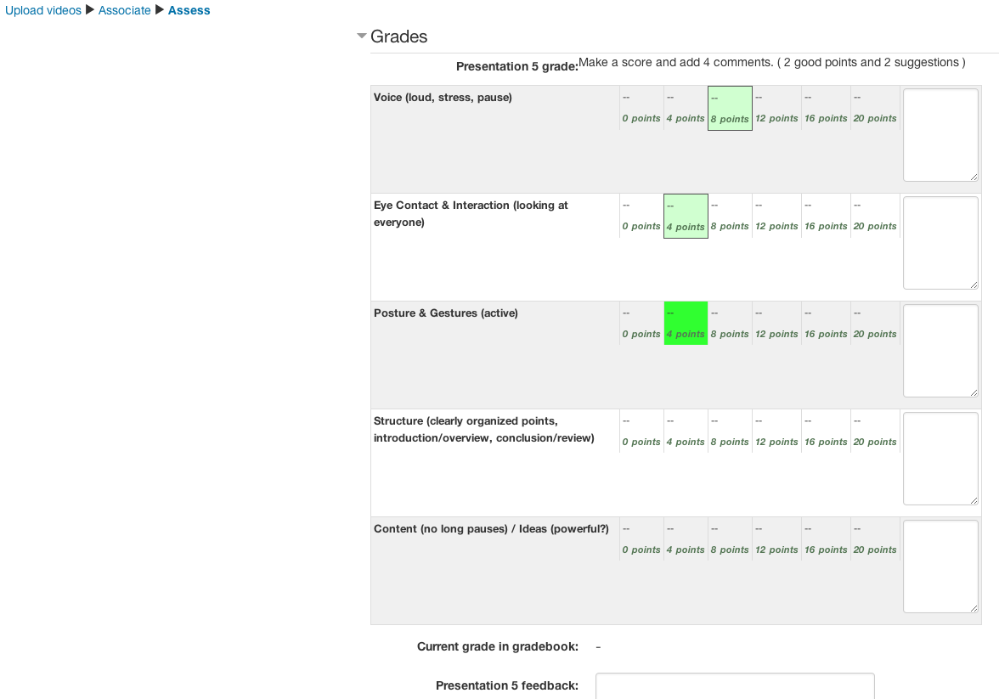 Upload videos ▶ Associate ▶ Assess
Grades
Presentation 5 grade: Make a score and add 4 comments. ( 2 good points and 2 suggestions )
Voice (loud, stress, pause) -- -- -- -- -- --
0 points 4 points 8 points 12 points 16 points 20 points
Eye Contact & Interaction (looking at -- -- -- -- -- --
everyone) 0 points 4 points 8 points 12 points 16 points 20 points
Posture & Gestures (active) -- -- -- -- -- --
0 points 4 points 8 points 12 points 16 points 20 points
Structure (clearly organized points, -- -- -- -- -- --
introduction/overview, conclusion/review) 0 points 4 points 8 points 12 points 16 points 20 points
Content (no long pauses) / Ideas (powerful?) -- -- -- -- -- --
0 points 4 points 8 points 12 points 16 points 20 points
Current grade in gradebook: -
Presentation 5 feedback: